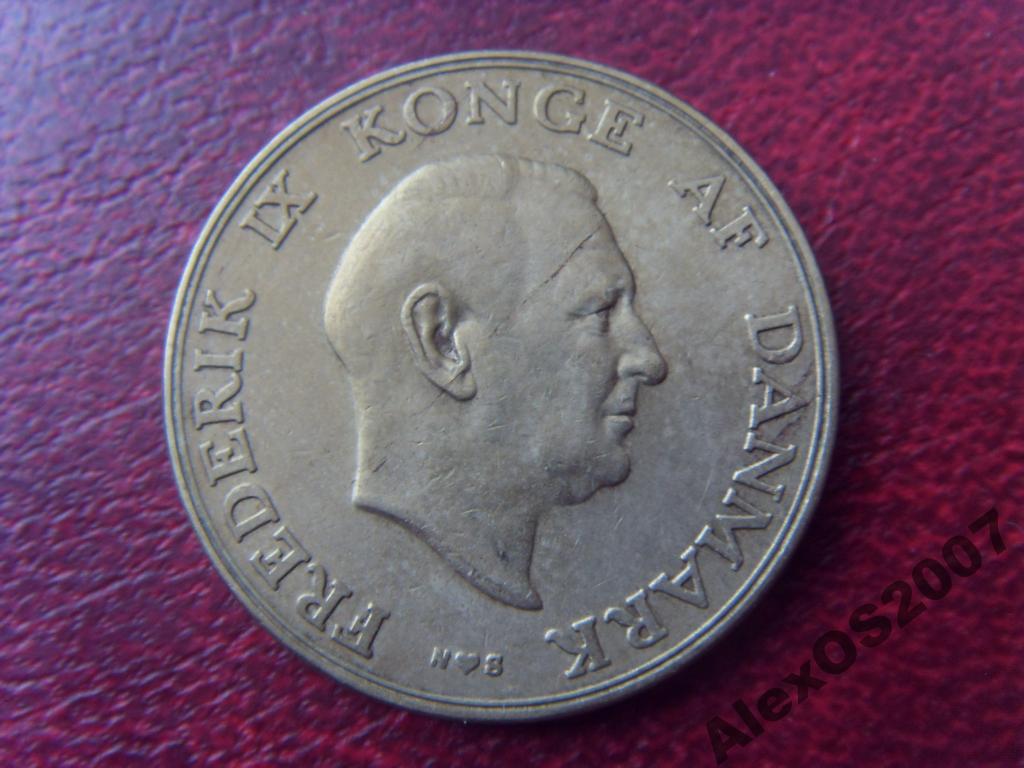 FREDERIK IX KONGE AF DANMARK
N♥S
AlexOS2007